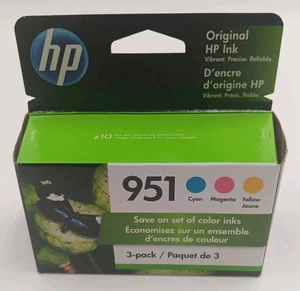 hp
Original
HP Ink
Vibrant. Precise. Reliable.
D'encre
d'origine HP
Vibrant. Précis. Fiable.
951
Cyan
Magenta
Yellow
Jaune
Save on set of color inks
Économisez sur un ensemble
d'encres de couleur
3-pack / Paquet de 3